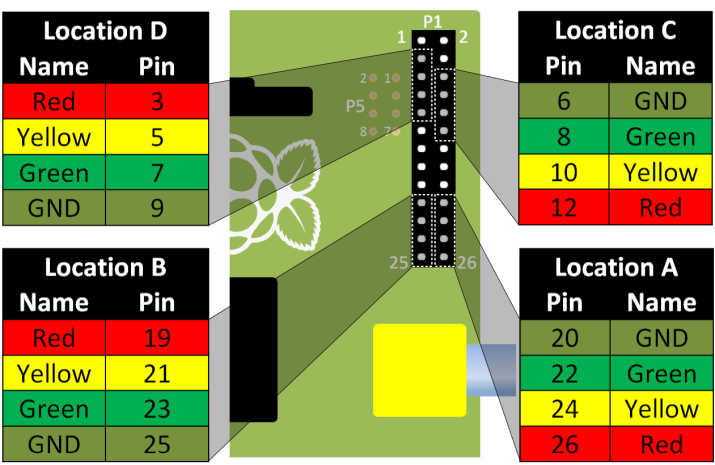 Location D
Name Pin
Red 3
Yellow 5
Green 7
GND 9
P1
1 2
2 1
P5
8 7
25 26
Location C
Pin Name
6 GND
8 Green
10 Yellow
12 Red
Location B
Name Pin
Red 19
Yellow 21
Green 23
GND 25
Location A
Pin Name
20 GND
22 Green
24 Yellow
26 Red